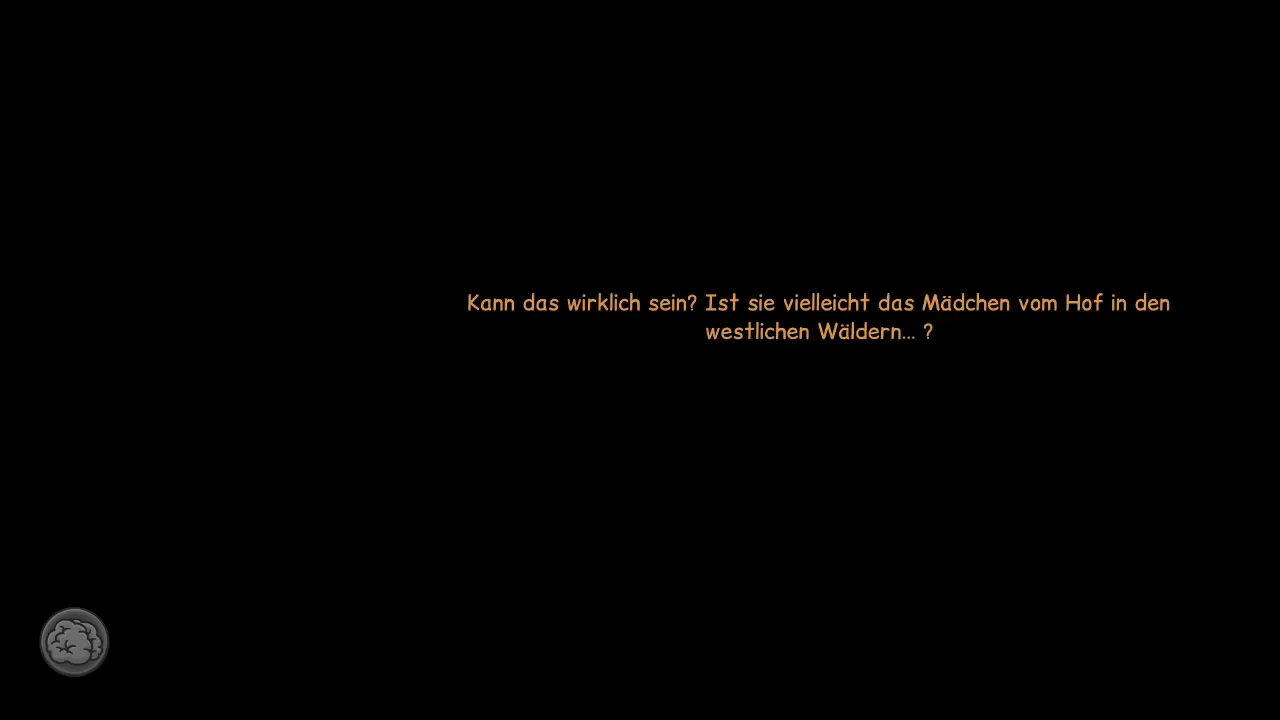 Kann das wirklich sein? Ist sie vielleicht das Mädchen vom Hof in den
westlichen Wäldern... ?